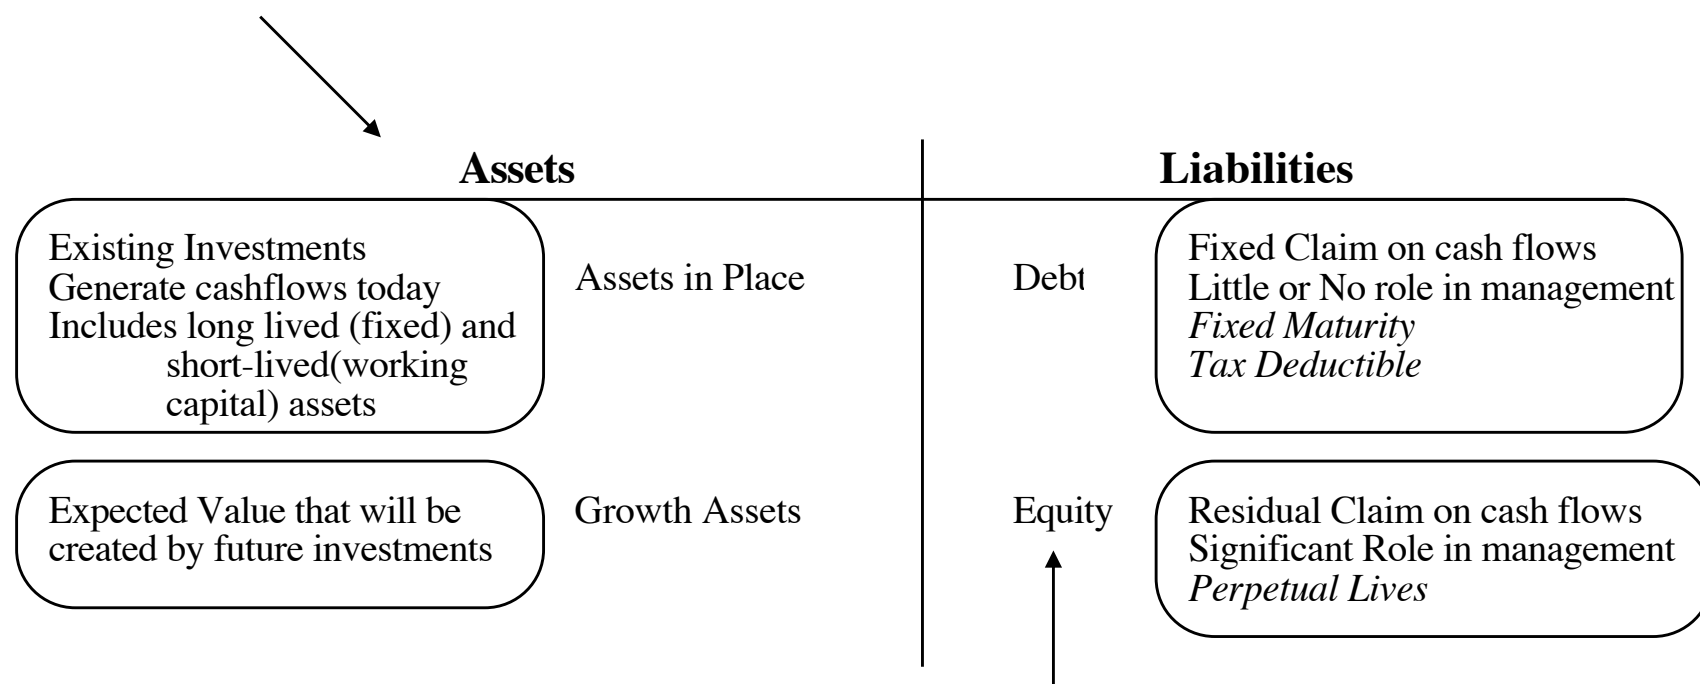 Assets
Liabilities
Existing Investments
Generate cashflows today
Includes long lived (fixed) and
short-lived(working
capital) assets
Assets in Place
Debt
Fixed Claim on cash flows
Little or No role in management
Fixed Maturity
Tax Deductible
Expected Value that will be
created by future investments
Growth Assets
Equity
Residual Claim on cash flows
Significant Role in management
Perpetual Lives